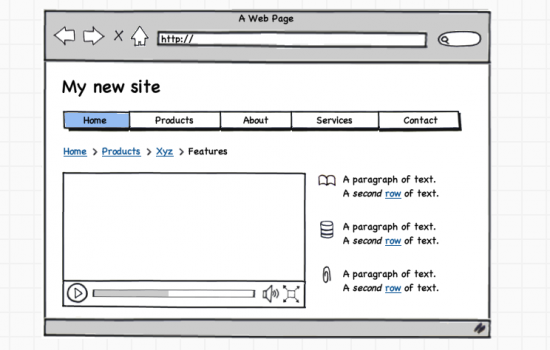 A Web Page
http://
My new site
Home Products About Services Contact
Home > Products > Xyz > Features
A paragraph of text.
A second row of text.
A paragraph of text.
A second row of text.
A paragraph of text.
A second row of text.